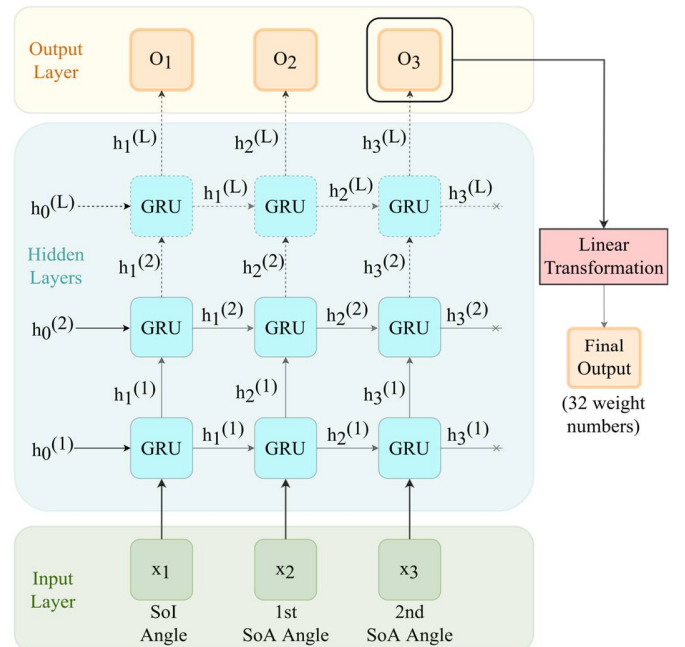 Output
Layer
O₁
O₂
O₃
h₁⁽ᴸ⁾
h₂⁽ᴸ⁾
h₃⁽ᴸ⁾
h₀⁽ᴸ⁾
GRU
h₁⁽ᴸ⁾
GRU
h₂⁽ᴸ⁾
GRU
h₃⁽ᴸ⁾
Hidden
Layers
h₁⁽²⁾
h₂⁽²⁾
h₃⁽²⁾
h₀⁽²⁾
GRU
h₁⁽²⁾
GRU
h₂⁽²⁾
GRU
h₃⁽²⁾
h₁⁽¹⁾
h₂⁽¹⁾
h₃⁽¹⁾
h₀⁽¹⁾
GRU
h₁⁽¹⁾
GRU
h₂⁽¹⁾
GRU
h₃⁽¹⁾
Input
Layer
x₁
x₂
x₃
SoI
Angle
1st
SoA Angle
2nd
SoA Angle
Linear
Transformation
Final
Output
(32 weight
numbers)